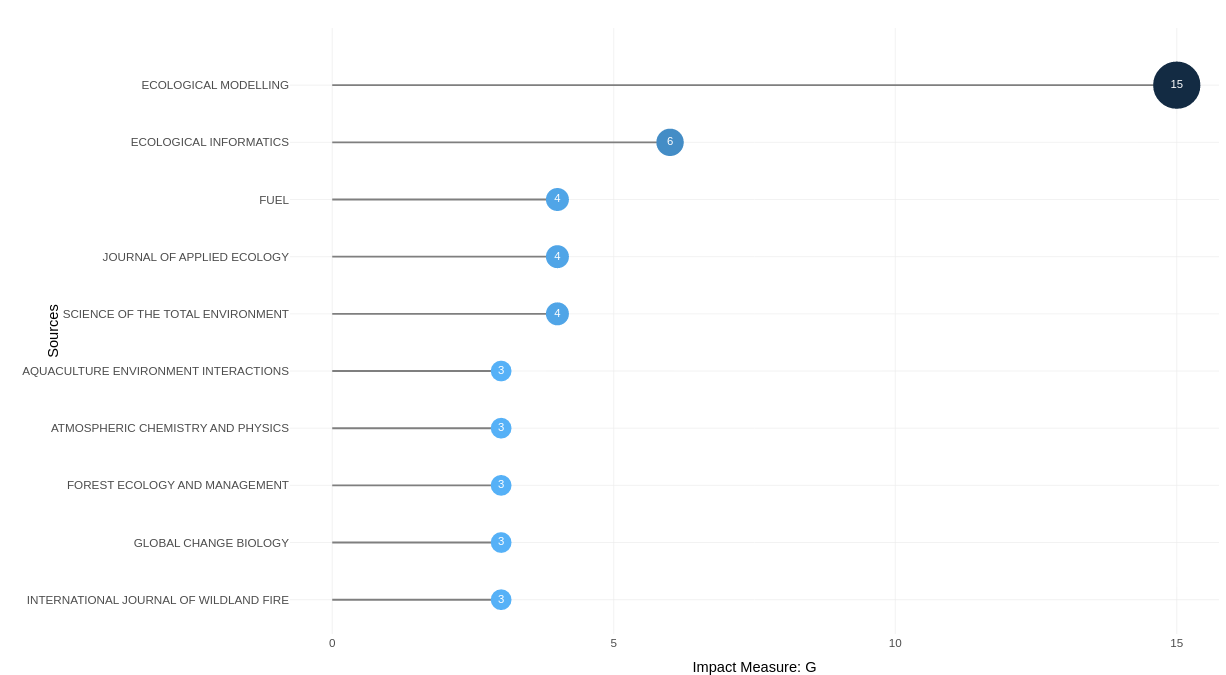 ECOLOGICAL MODELLING 15
ECOLOGICAL INFORMATICS 6
FUEL 4
JOURNAL OF APPLIED ECOLOGY 4
SCIENCE OF THE TOTAL ENVIRONMENT 4
Sources
AQUACULTURE ENVIRONMENT INTERACTIONS 3
ATMOSPHERIC CHEMISTRY AND PHYSICS 3
FOREST ECOLOGY AND MANAGEMENT 3
GLOBAL CHANGE BIOLOGY 3
INTERNATIONAL JOURNAL OF WILDLAND FIRE 3
0 5 10 15
Impact Measure: G